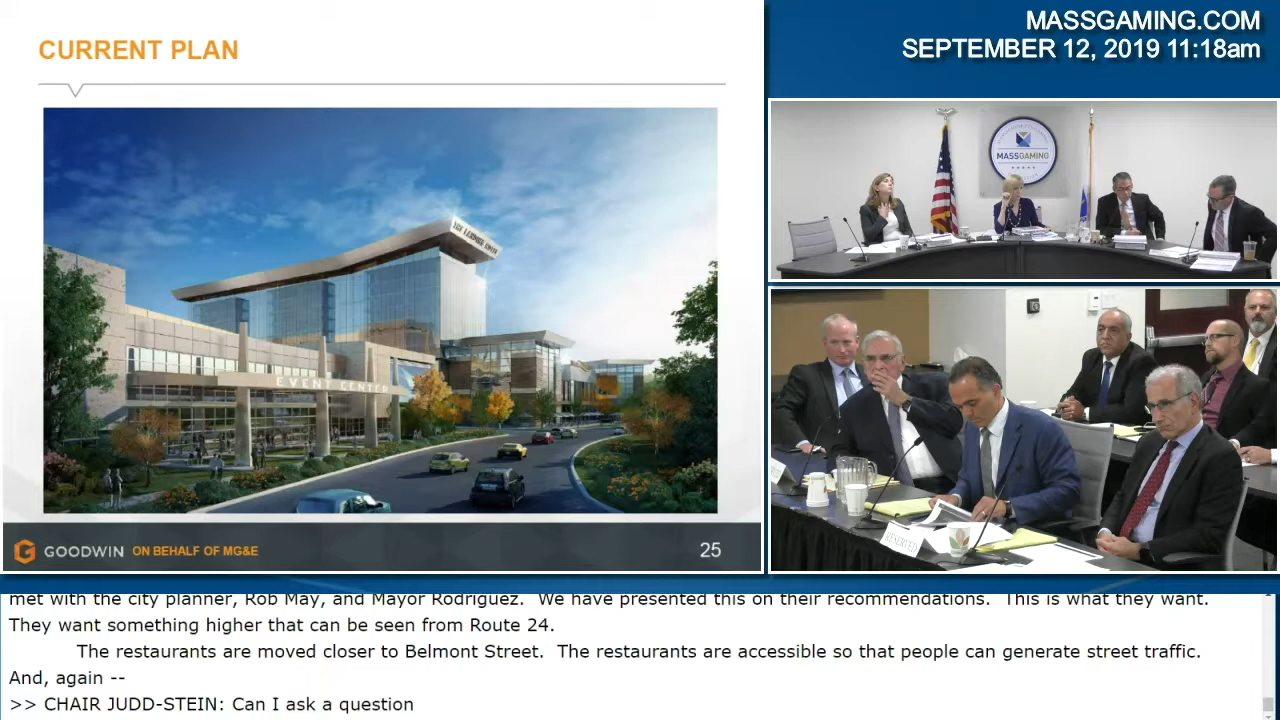 CURRENT PLAN
EVENT CENTER
GOODWIN ON BEHALF OF MG&E
25
MASSGAMING.COM
SEPTEMBER 12, 2019 11:18am
MASSGAMING
RESERVED
met with the city planner, Rob May, and Mayor Rodriguez. We have presented this on their recommendations. This is what they want.
They want something higher that can be seen from Route 24.
The restaurants are moved closer to Belmont Street. The restaurants are accessible so that people can generate street traffic.
And, again --
>> CHAIR JUDD-STEIN: Can I ask a question